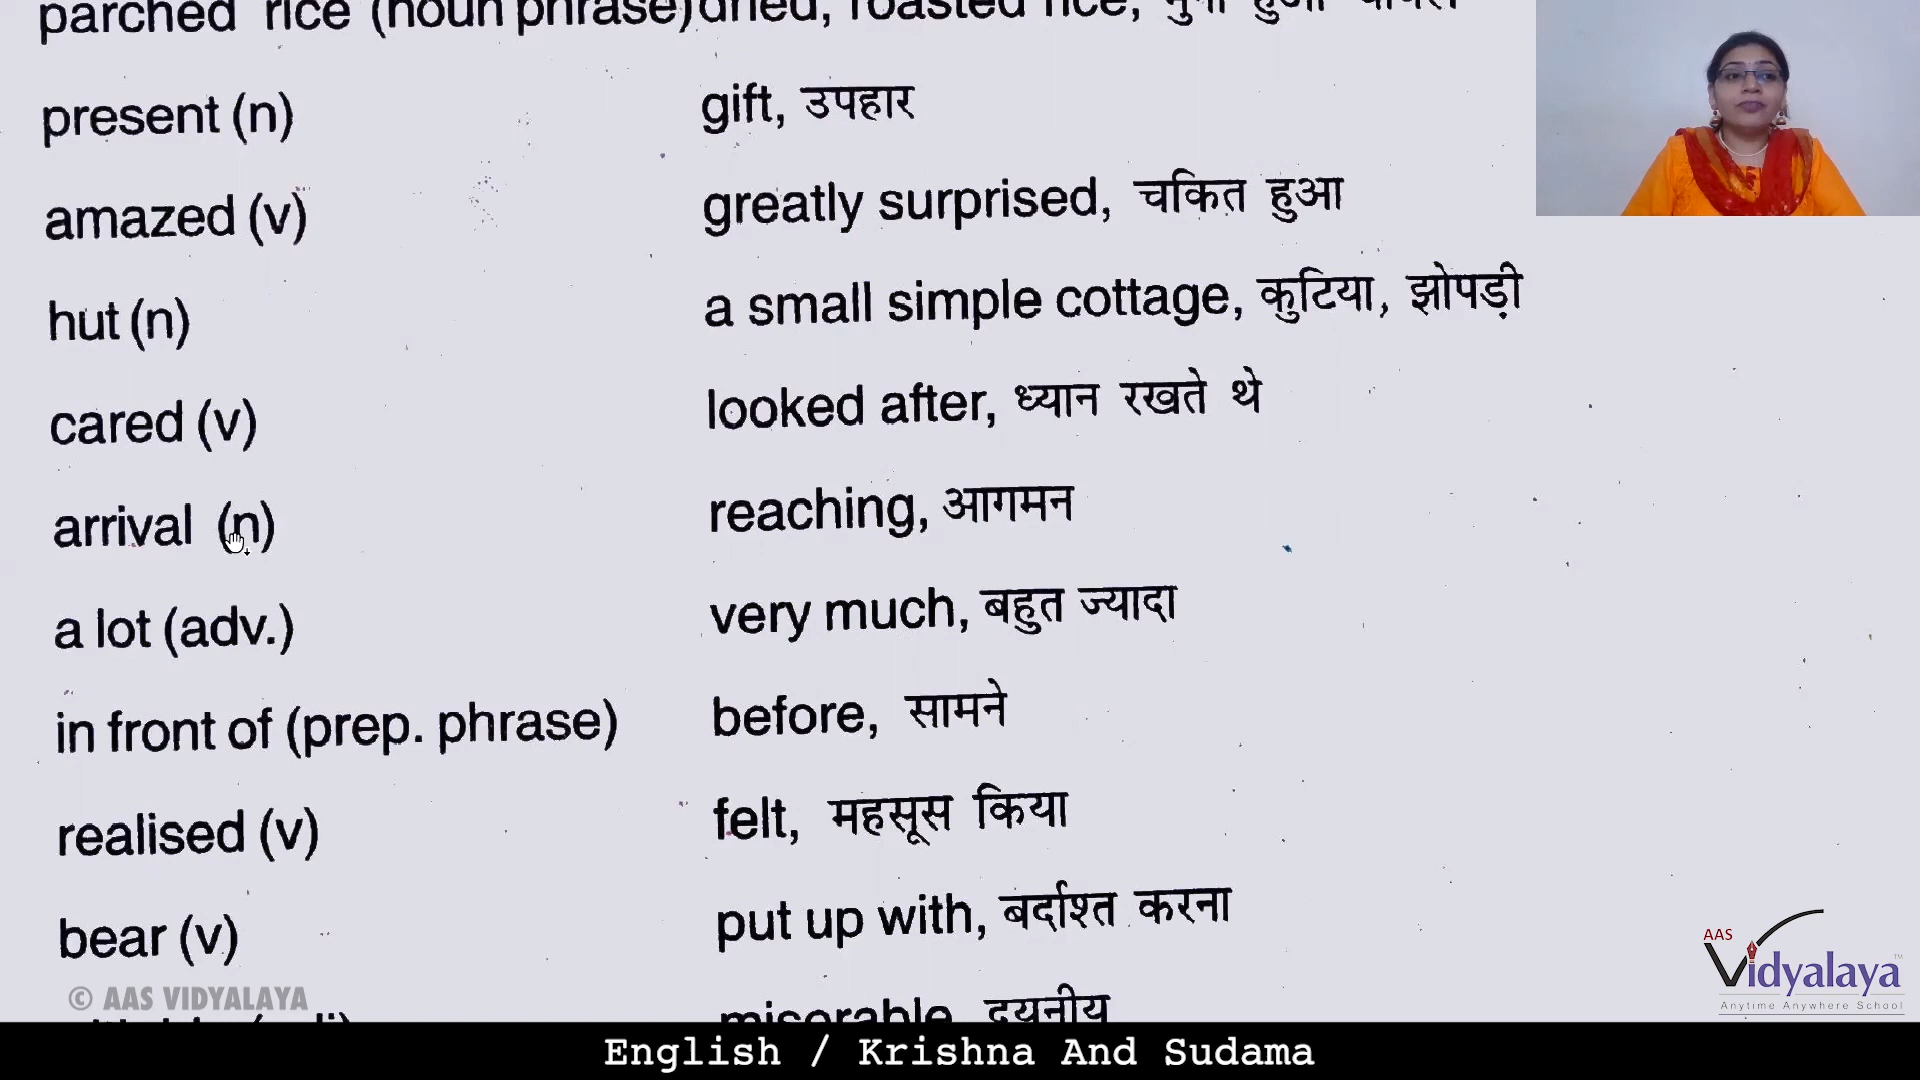 parched rice (noun phrase) dried, roasted rice, भुना हुआ चावल
present (n) gift, उपहार
amazed (v) greatly surprised, चकित हुआ
hut (n) a small simple cottage, कुटिया, झोपड़ी
cared (v) looked after, ध्यान रखते थे
arrival (n) reaching, आगमन
a lot (adv.) very much, बहुत ज्यादा
in front of (prep. phrase) before, सामने
realised (v) felt, महसूस किया
bear (v) put up with, बर्दाश्त करना
miserable, दयनीय
© AAS VIDYALAYA
AAS
Vidyalaya
TM
Anytime Anywhere School
English / Krishna And Sudama